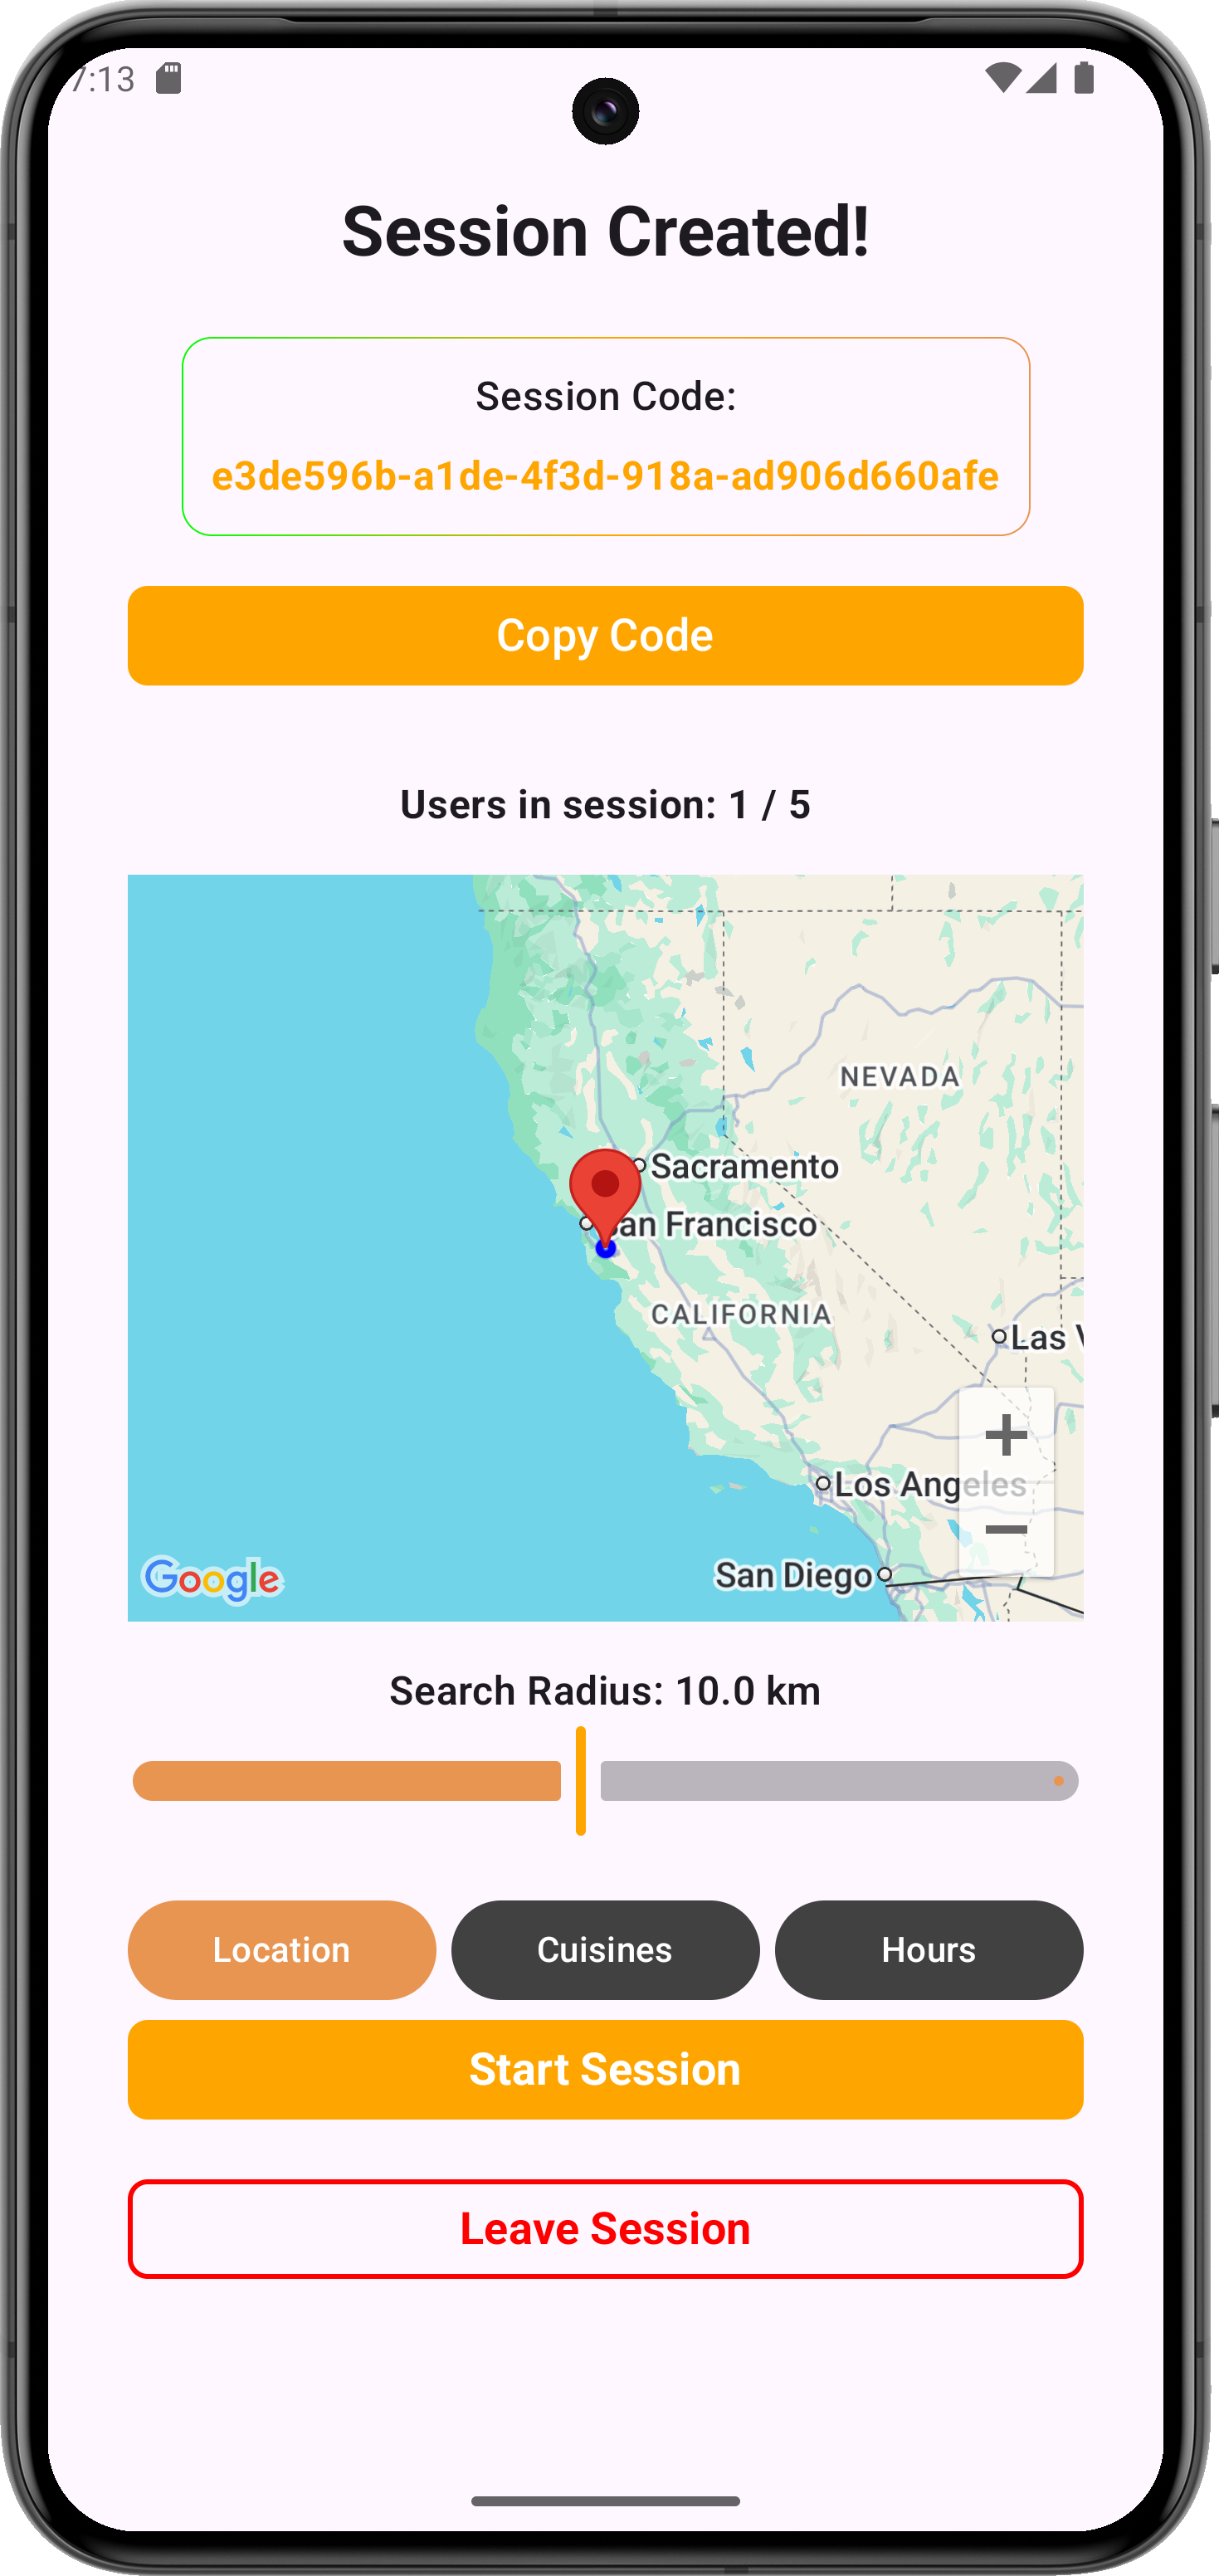 7:13
Session Created!
Session Code:
e3de596b-a1de-4f3d-918a-ad906d660afe
Copy Code
Users in session: 1 / 5
NEVADA
Sacramento
San Francisco
CALIFORNIA
Las V
Los Angeles
San Diego
Google
Search Radius: 10.0 km
Location Cuisines Hours
Start Session
Leave Session